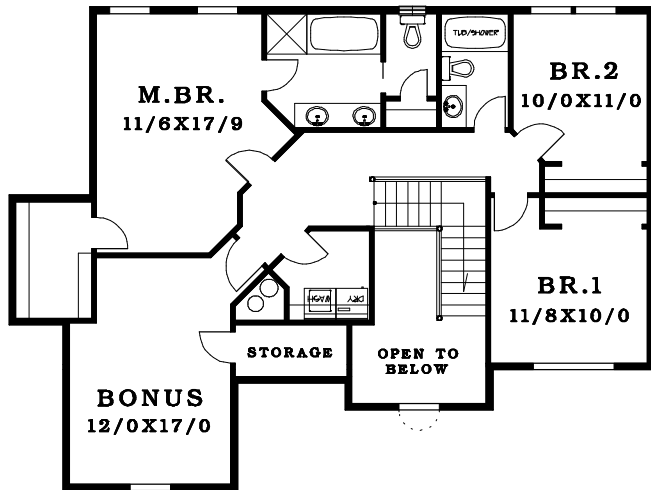 TUB/SHOWER
BR.2
10/0X11/0
M.BR.
11/6X17/9
BR.1
11/8X10/0
WASH
DRY
STORAGE
OPEN TO
BELOW
BONUS
12/0X17/0